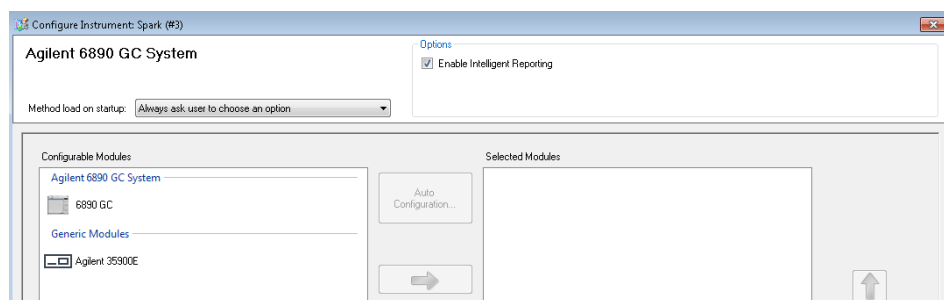 Configure Instrument: Spark (#3)
Agilent 6890 GC System
Options
Enable Intelligent Reporting
Method load on startup: Always ask user to choose an option
Configurable Modules
Selected Modules
Agilent 6890 GC System
6890 GC
Auto
Configuration...
Generic Modules
Agilent 35900E